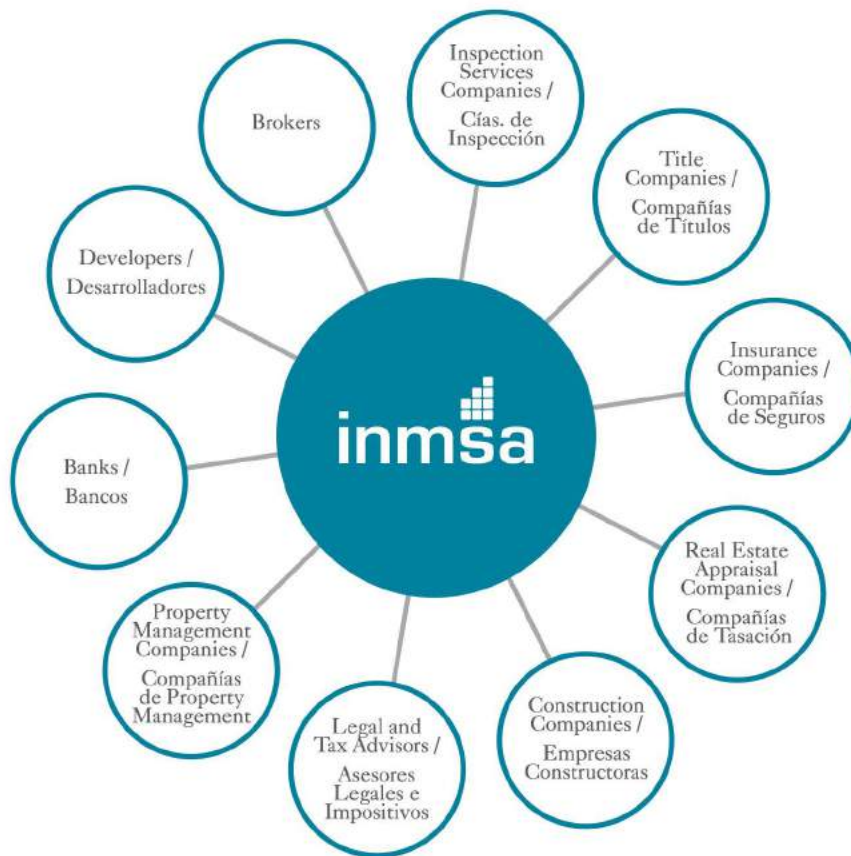 Inspection
Services
Companies /
Cías. de
Inspección
Brokers
Title
Companies /
Compañías
de Títulos
Developers /
Desarrolladores
Insurance
Companies /
Compañías
de Seguros
inmsa
Banks /
Bancos
Real Estate
Appraisal
Companies /
Compañías
de Tasación
Property
Management
Companies /
Compañías
de Property
Management
Construction
Companies /
Empresas
Constructoras
Legal and
Tax Advisors /
Asesores
Legales e
Impositivos